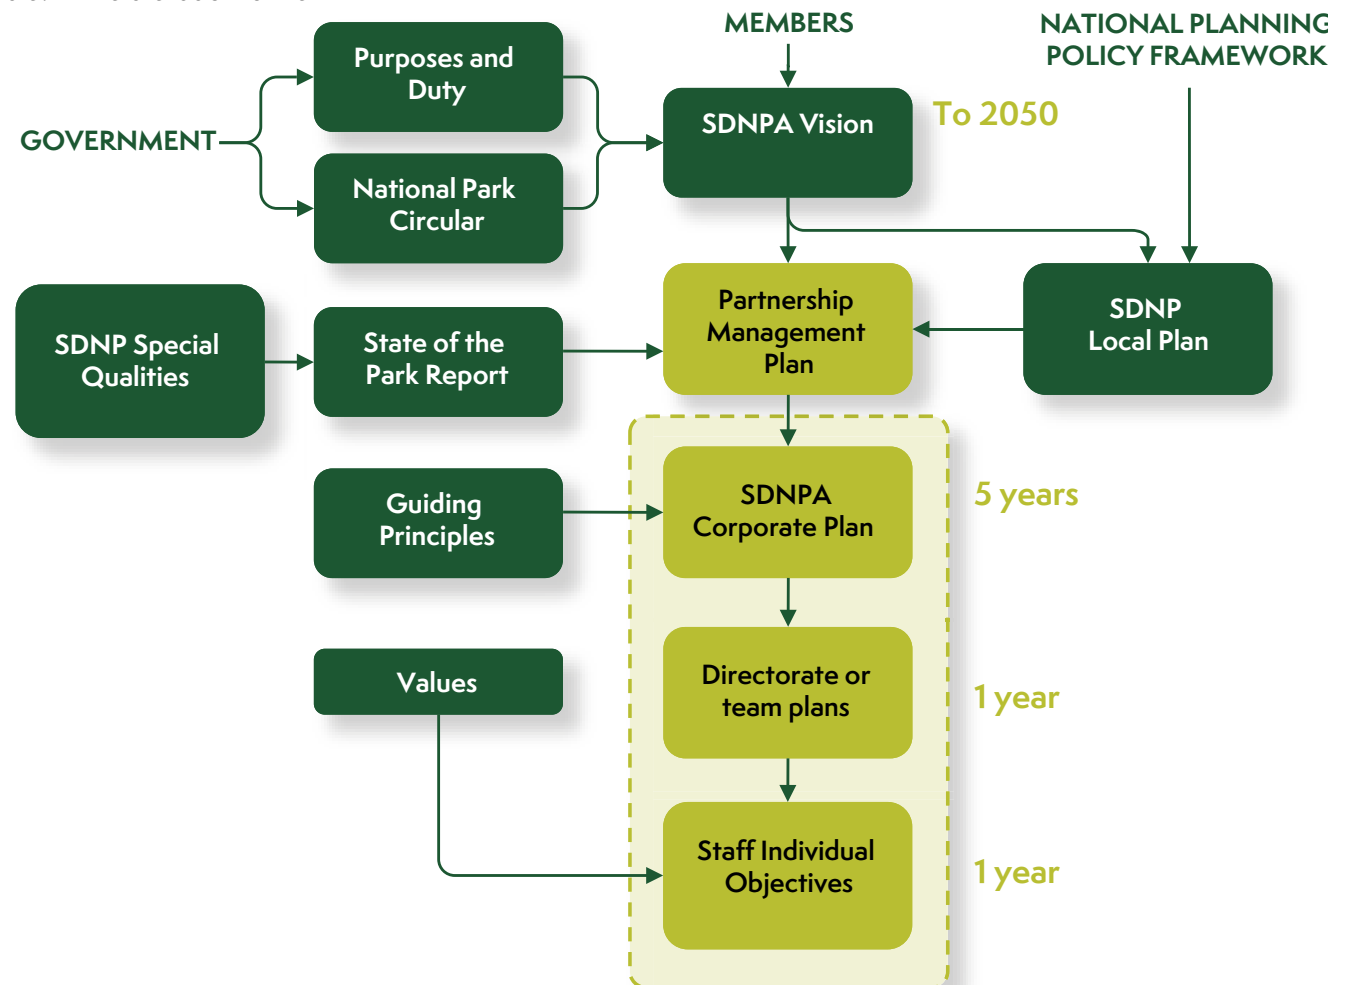 MEMBERS
NATIONAL PLANNING
POLICY FRAMEWORK
Purposes and
Duty
SDNPA Vision
To 2050
GOVERNMENT
National Park
Circular
SDNP Special
Qualities
State of the
Park Report
Partnership
Management
Plan
SDNP
Local Plan
Guiding
Principles
SDNPA
Corporate Plan
5 years
Values
Directorate or
team plans
1 year
Staff Individual
Objectives
1 year